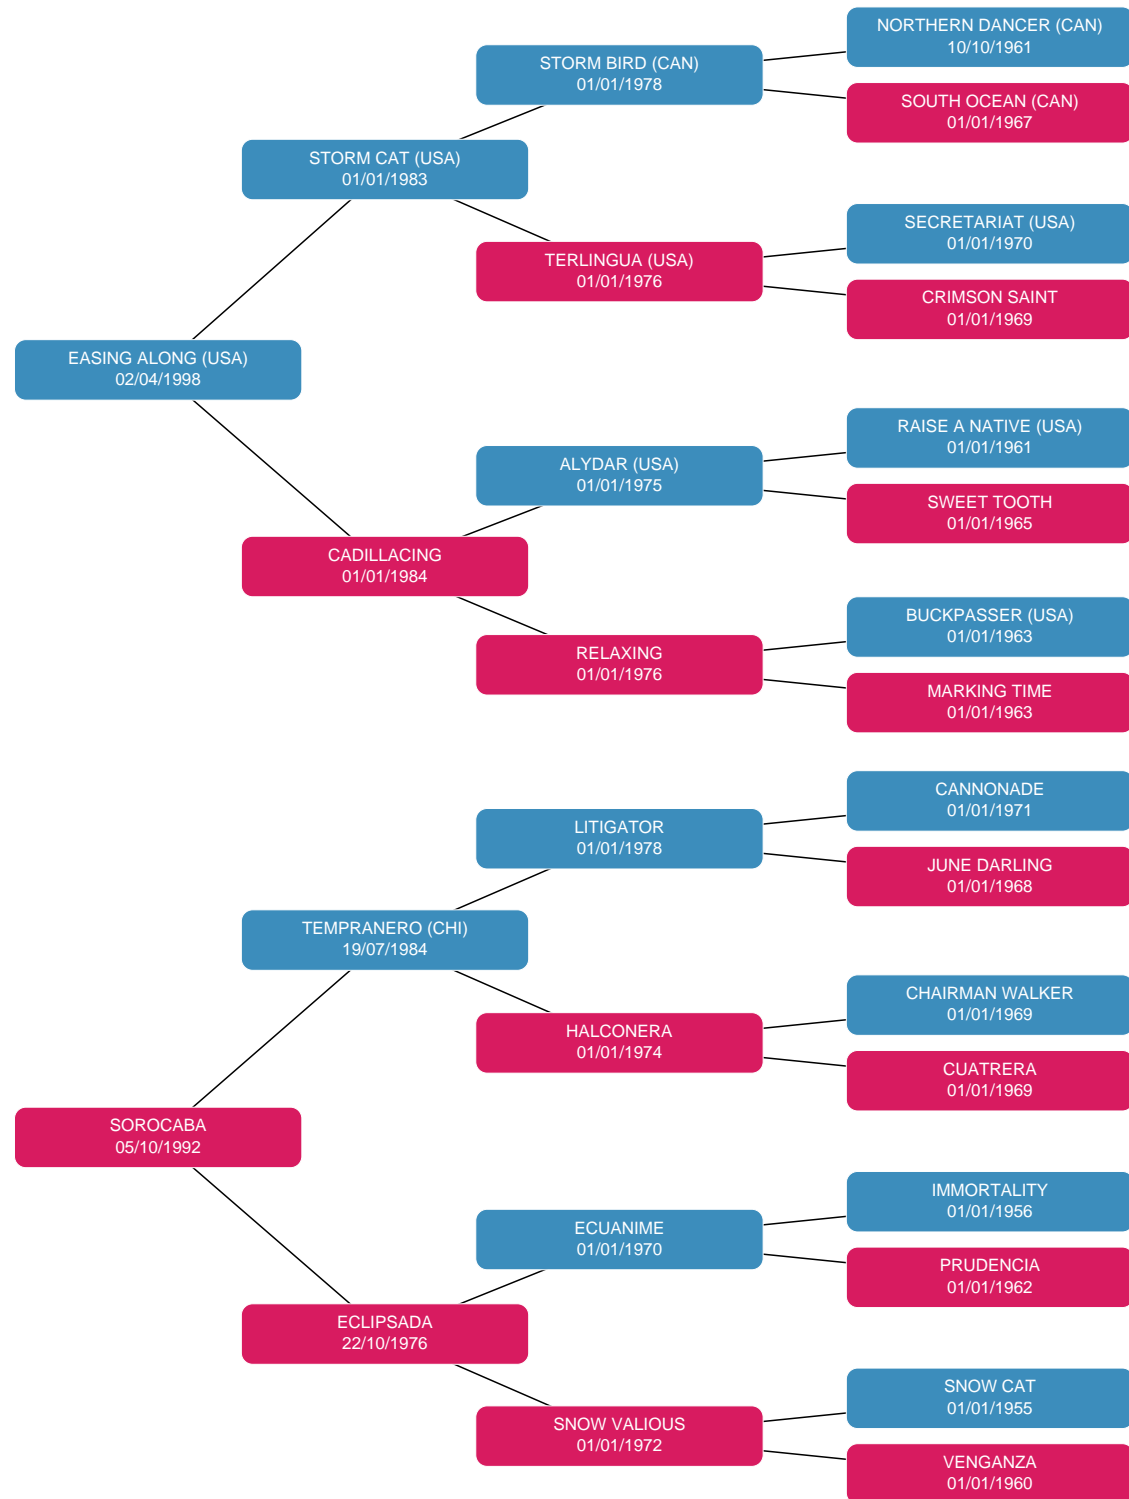 NORTHERN DANCER (CAN)
10/10/1961
STORM BIRD (CAN)
01/01/1978
SOUTH OCEAN (CAN)
01/01/1967
STORM CAT (USA)
01/01/1983
SECRETARIAT (USA)
01/01/1970
TERLINGUA (USA)
01/01/1976
CRIMSON SAINT
01/01/1969
EASING ALONG (USA)
02/04/1998
RAISE A NATIVE (USA)
01/01/1961
ALYDAR (USA)
01/01/1975
SWEET TOOTH
01/01/1965
CADILLACING
01/01/1984
BUCKPASSER (USA)
01/01/1963
RELAXING
01/01/1976
MARKING TIME
01/01/1963
CANNONADE
01/01/1971
LITIGATOR
01/01/1978
JUNE DARLING
01/01/1968
TEMPRANERO (CHI)
19/07/1984
CHAIRMAN WALKER
01/01/1969
HALCONERA
01/01/1974
CUATRERA
01/01/1969
SOROCABA
05/10/1992
IMMORTALITY
01/01/1956
ECUANIME
01/01/1970
PRUDENCIA
01/01/1962
ECLIPSADA
22/10/1976
SNOW CAT
01/01/1955
SNOW VALIOUS
01/01/1972
VENGANZA
01/01/1960